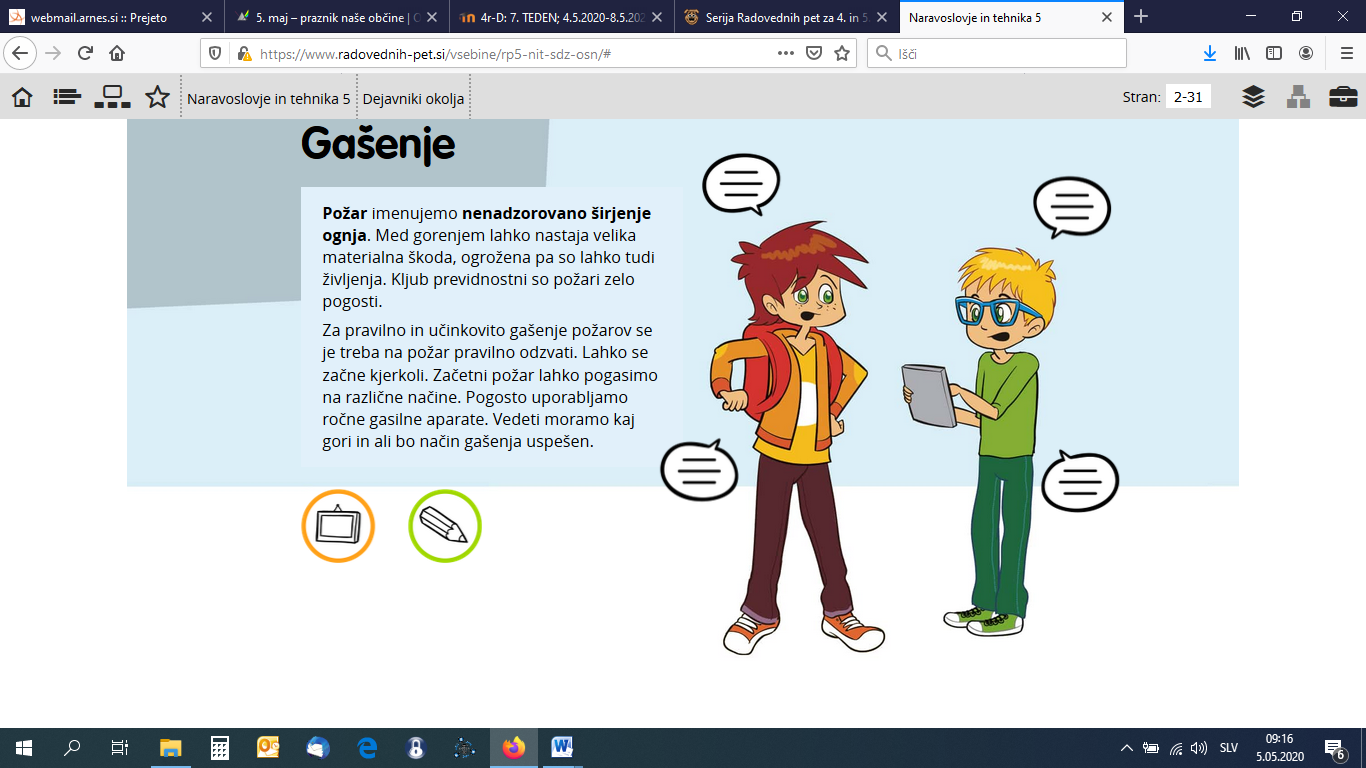 webmail.arnes.si :: Prejeto
5. maj – praznik naše občine | O
4r-D: 7. TEDEN; 4.5.2020-8.5.202
Serija Radovednih pet za 4. in 5.
Naravoslovje in tehnika 5
https://www.radovednih-pet.si/vsebine/rp5-nit-sdz-osn/#
Išči
Naravoslovje in tehnika 5
Dejavniki okolja
Stran: 2-31
Gašenje
Požar imenujemo nenadzorovano širjenje
ognja. Med gorenjem lahko nastaja velika
materialna škoda, ogrožena pa so lahko tudi
življenja. Kljub previdnostni so požari zelo
pogosti.
Za pravilno in učinkovito gašenje požarov se
je treba na požar pravilno odzvati. Lahko se
začne kjerkoli. Začetni požar lahko pogasimo
na različne načine. Pogosto uporabljamo
ročne gasilne aparate. Vedeti moramo kaj
gori in ali bo način gašenja uspešen.
SLV
09:16
5.05.2020
6